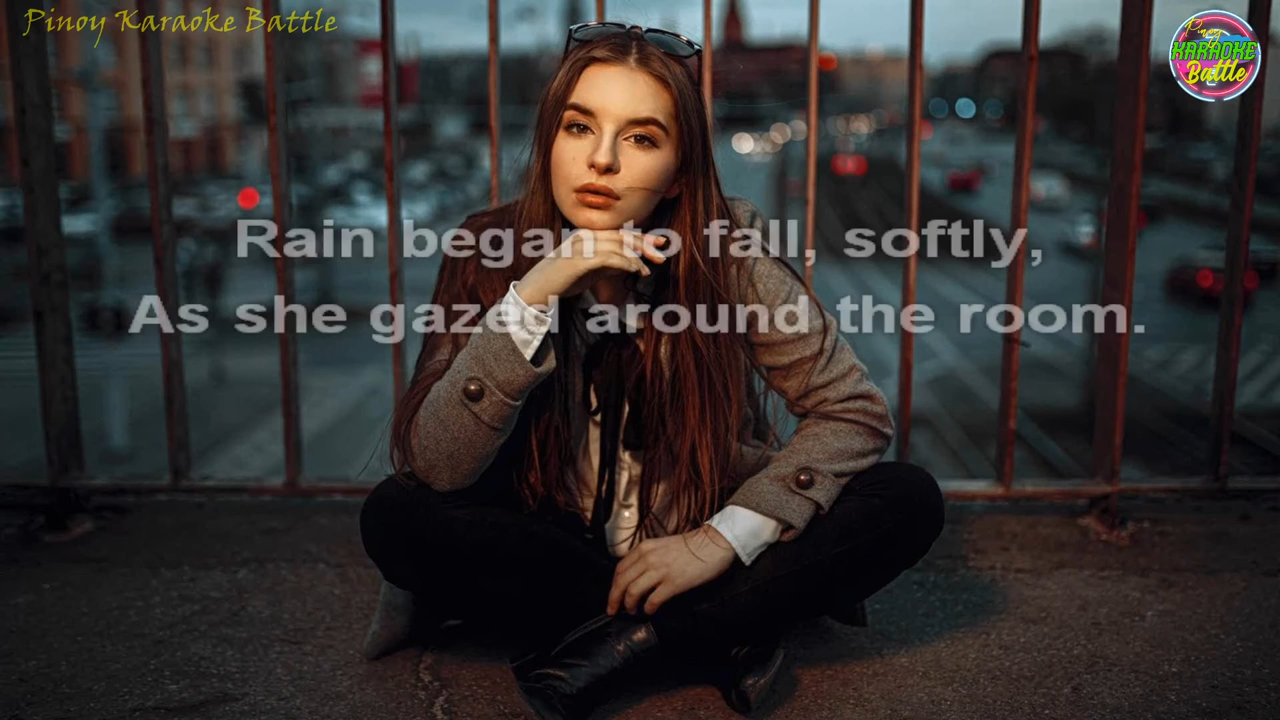 Pinoy Karaoke Battle
Pinoy
KARAOKE
Battle
Rain began to fall, softly,
As she gazed around the room.